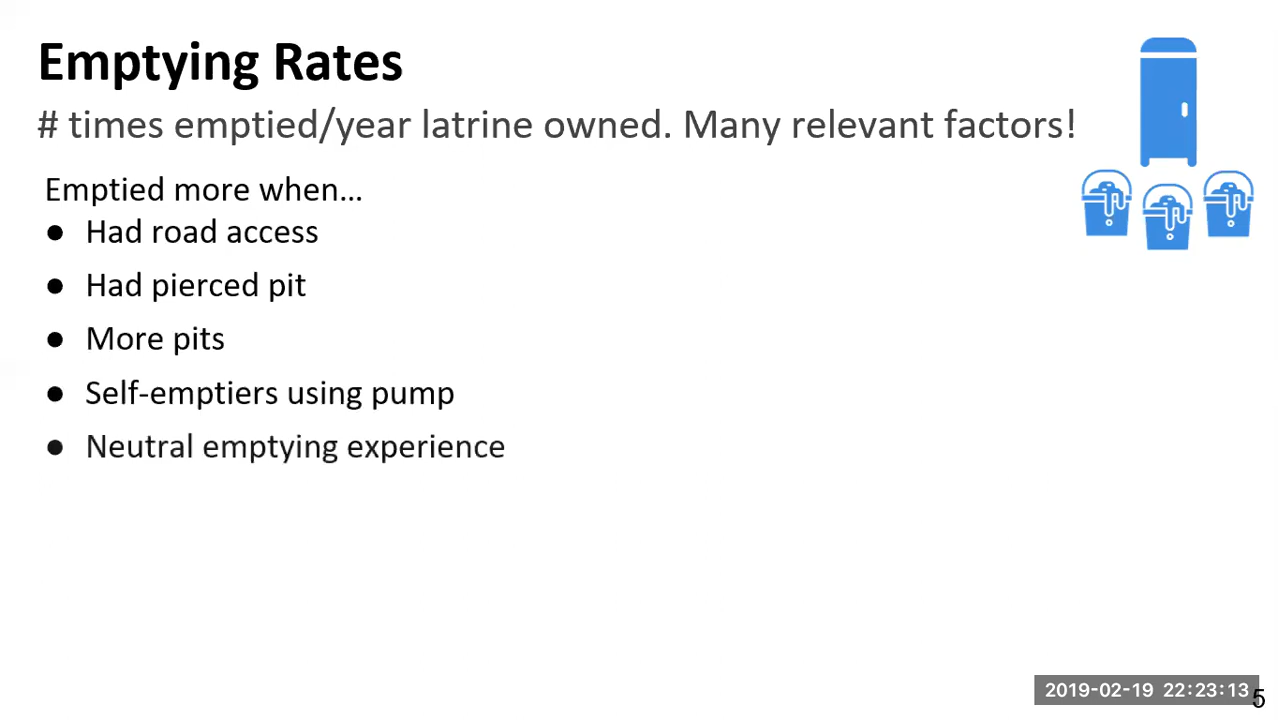 Emptying Rates
# times emptied/year latrine owned. Many relevant factors!
Emptied more when…
● Had road access
● Had pierced pit
● More pits
● Self-emptiers using pump
● Neutral emptying experience
2019-02-19 22:23:13
5